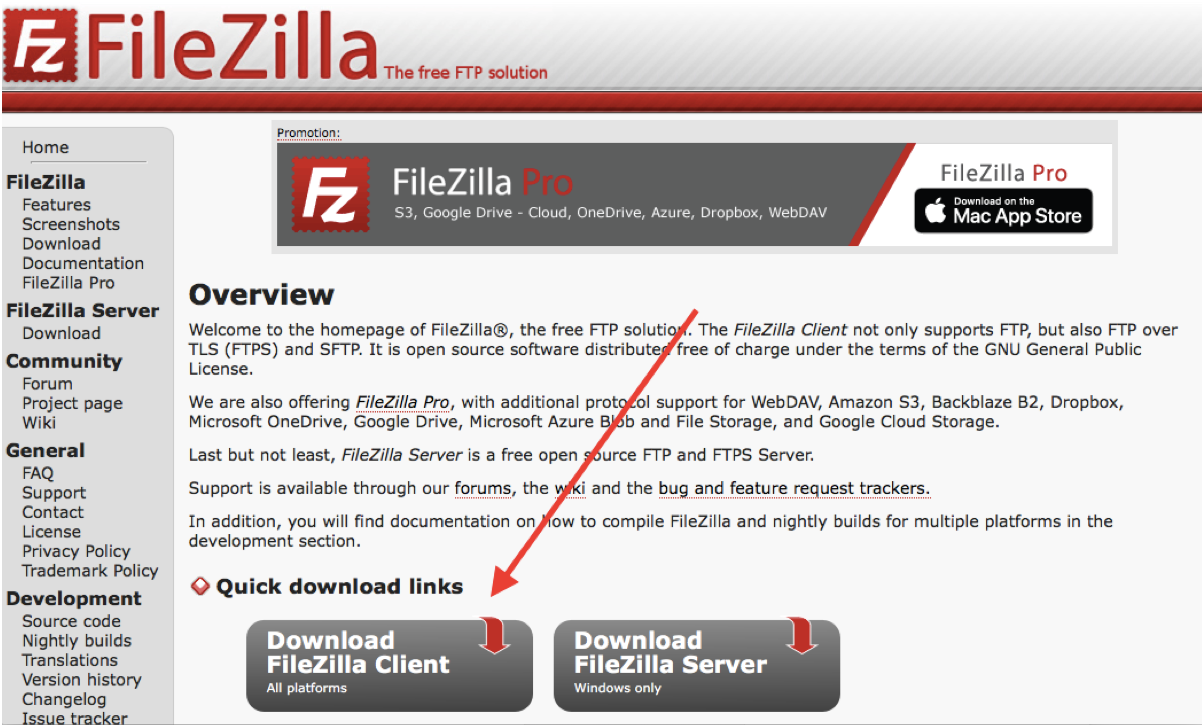 Fz FileZilla The free FTP solution
Home
FileZilla
Features
Screenshots
Download
Documentation
FileZilla Pro
FileZilla Server
Download
Community
Forum
Project page
Wiki
General
FAQ
Support
Contact
License
Privacy Policy
Trademark Policy
Development
Source code
Nightly builds
Translations
Version history
Changelog
Issue tracker
Promotion:
Fz
FileZilla Pro
S3, Google Drive - Cloud, OneDrive, Azure, Dropbox, WebDAV
FileZilla Pro
Download on the
Mac App Store
Overview
Welcome to the homepage of FileZilla®, the free FTP solution. The FileZilla Client not only supports FTP, but also FTP over
TLS (FTPS) and SFTP. It is open source software distributed free of charge under the terms of the GNU General Public
License.
We are also offering FileZilla Pro, with additional protocol support for WebDAV, Amazon S3, Backblaze B2, Dropbox,
Microsoft OneDrive, Google Drive, Microsoft Azure Blob and File Storage, and Google Cloud Storage.
Last but not least, FileZilla Server is a free open source FTP and FTPS Server.
Support is available through our forums, the wiki and the bug and feature request trackers.
In addition, you will find documentation on how to compile FileZilla and nightly builds for multiple platforms in the
development section.
Quick download links
Download
FileZilla Client
All platforms
Download
FileZilla Server
Windows only